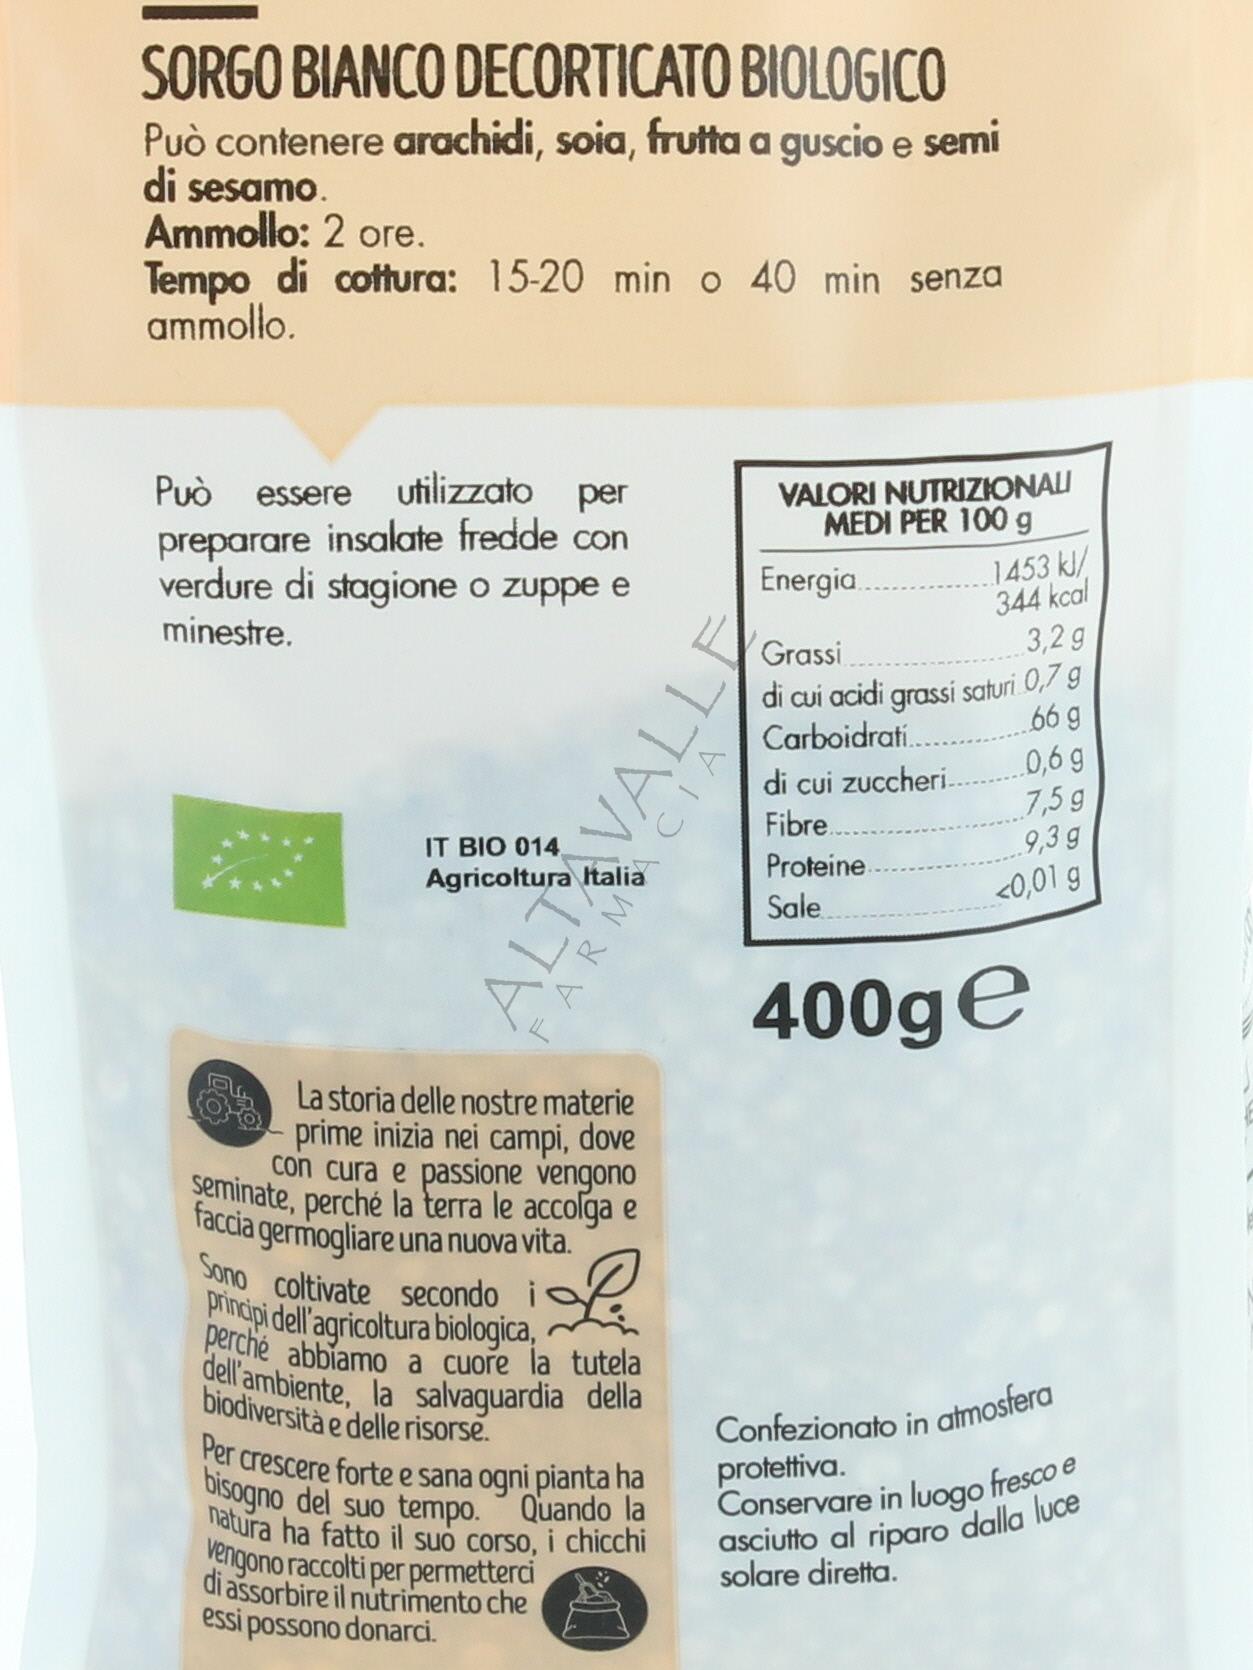 SORGO BIANCO DECORTICATO BIOLOGICO
Può contenere arachidi, soia, frutta a guscio e semi
di sesamo.
Ammollo: 2 ore.
Tempo di cottura: 15-20 min o 40 min senza
ammollo.
Può essere utilizzato per
preparare insalate fredde con
verdure di stagione o zuppe e
minestre.
VALORI NUTRIZIONALI
MEDI PER 100 g
Energia 1453 kJ/
344 kcal
Grassi 3,2 g
di cui acidi grassi saturi 0,7 g
Carboidrati 66 g
di cui zuccheri 0,6 g
Fibre 7,5 g
Proteine 9,3 g
Sale <0,01 g
IT BIO 014
Agricoltura Italia
ALTAVALLE
FARMACIA
400g e
La storia delle nostre materie
prime inizia nei campi, dove
con cura e passione vengono
seminate, perché la terra le accolga e
faccia germogliare una nuova vita.
Sono coltivate secondo i
principi dell'agricoltura biologica,
perché abbiamo a cuore la tutela
dell'ambiente, la salvaguardia della
biodiversità e delle risorse.
Per crescere forte e sana ogni pianta ha
bisogno del suo tempo. Quando la
natura ha fatto il suo corso, i chicchi
vengono raccolti per permetterci
di assorbire il nutrimento che
essi possono donarci.
Confezionato in atmosfera
protettiva.
Conservare in luogo fresco e
asciutto al riparo dalla luce
solare diretta.